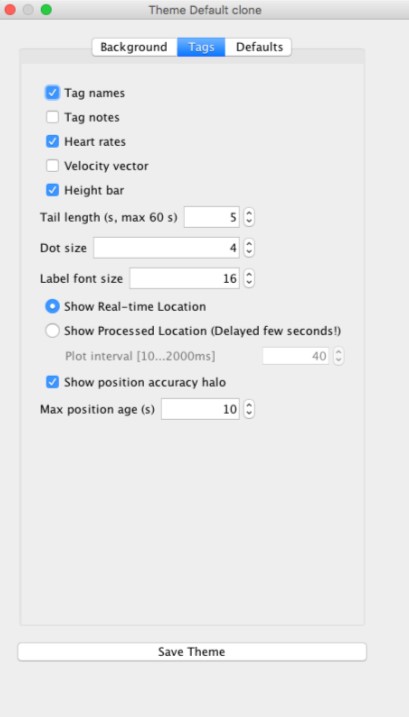 Theme Default clone
Background Tags Defaults
Tag names
Tag notes
Heart rates
Velocity vector
Height bar
Tail length (s, max 60 s) 5
Dot size 4
Label font size 16
Show Real-time Location
Show Processed Location (Delayed few seconds!)
Plot interval [10...2000ms] 40
Show position accuracy halo
Max position age (s) 10
Save Theme